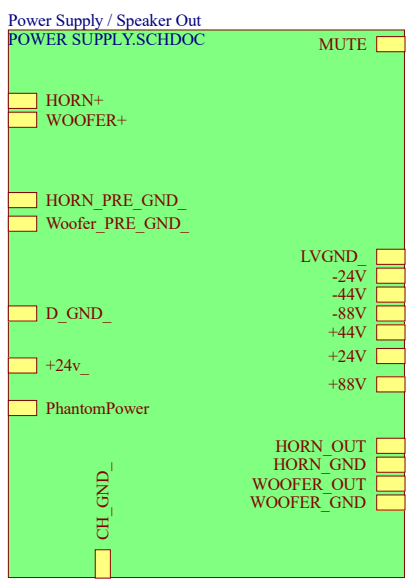 Power Supply / Speaker Out
POWER SUPPLY.SCHDOC
MUTE
HORN+
WOOFER+
HORN_PRE_GND_
Woofer_PRE_GND_
LVGND_
-24V
-44V
-88V
D_GND_
+44V
+24V
+24v_
+88V
PhantomPower
HORN_OUT
HORN_GND
WOOFER_OUT
WOOFER_GND
CH_GND_